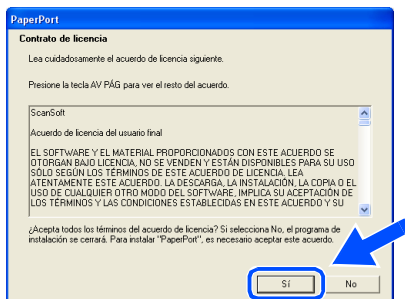 PaperPort
Contrato de licencia
Lea cuidadosamente el acuerdo de licencia siguiente.
Presione la tecla AV PÁG para ver el resto del acuerdo.
ScanSoft
Acuerdo de licencia del usuario final
EL SOFTWARE Y EL MATERIAL PROPORCIONADOS CON ESTE ACUERDO SE
OTORGAN BAJO LICENCIA, NO SE VENDEN Y ESTÁN DISPONIBLES PARA SU USO
SÓLO SEGÚN LOS TÉRMINOS DE ESTE ACUERDO DE LICENCIA. LEA
ATENTAMENTE ESTE ACUERDO. LA DESCARGA, LA INSTALACIÓN, LA COPIA O EL
USO DE CUALQUIER OTRO MODO DEL SOFTWARE, IMPLICA SU ACEPTACIÓN DE
LOS TÉRMINOS Y LAS CONDICIONES ESTABLECIDAS EN ESTE ACUERDO Y SU
¿Acepta todos los términos del acuerdo de licencia? Si selecciona No, el programa de
instalación se cerrará. Para instalar "PaperPort", es necesario aceptar este acuerdo.
Sí No